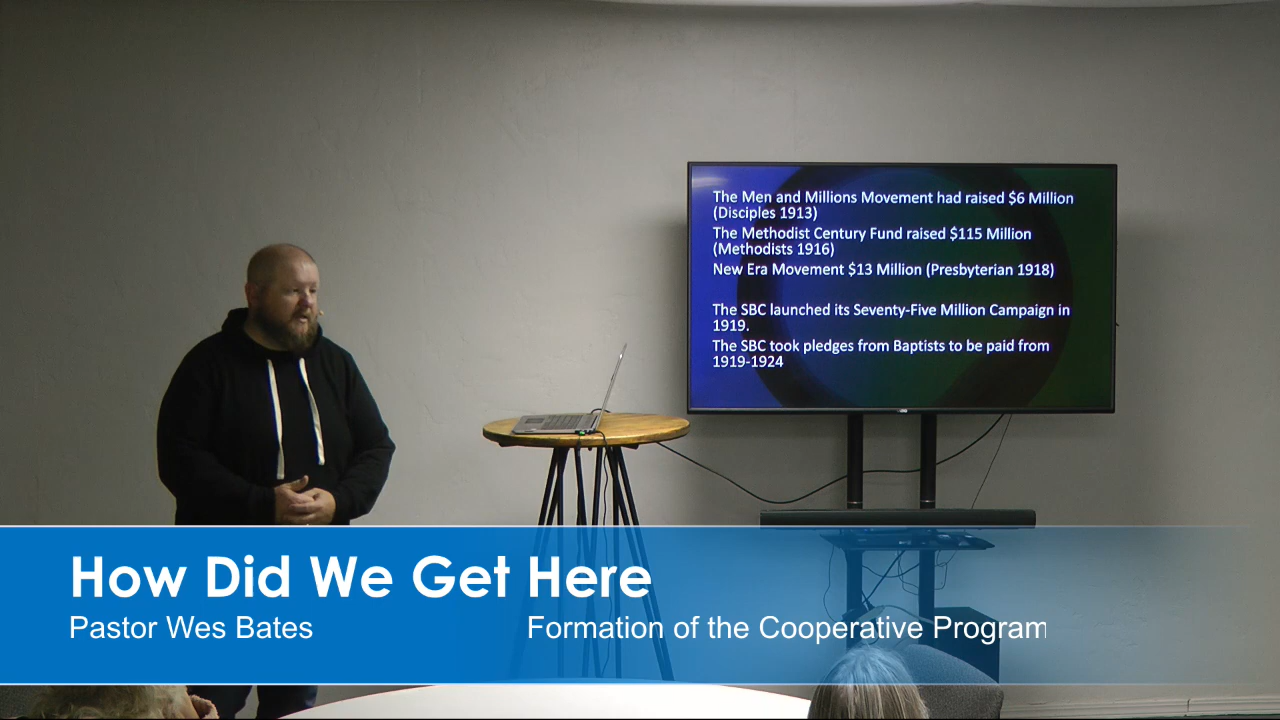 The Men and Millions Movement had raised $6 Million
(Disciples 1913)
The Methodist Century Fund raised $115 Million
(Methodists 1916)
New Era Movement $13 Million (Presbyterian 1918)
The SBC launched its Seventy-Five Million Campaign in
1919.
The SBC took pledges from Baptists to be paid from
1919-1924
How Did We Get Here
Pastor Wes Bates
Formation of the Cooperative Program